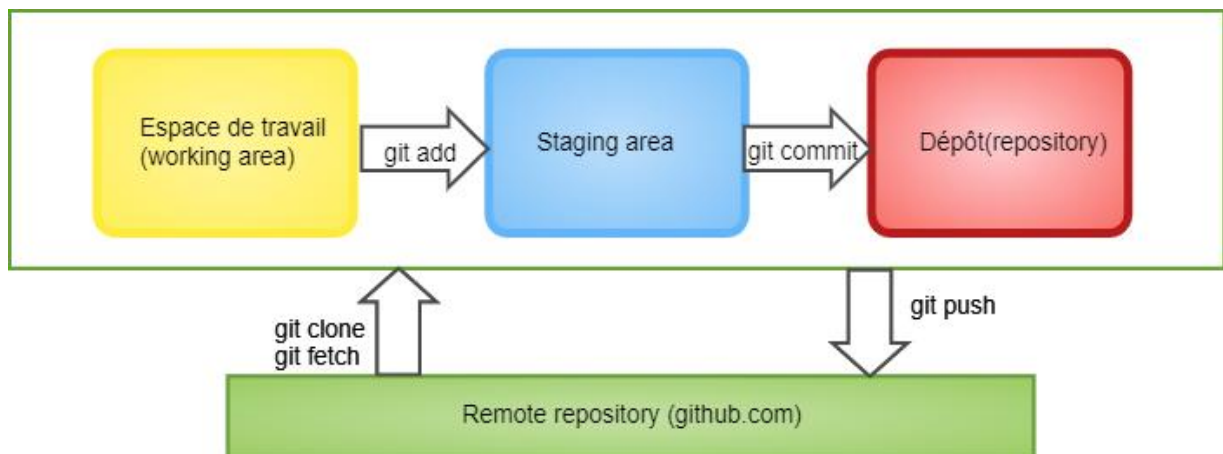 Espace de travail
(working area)
git add
Staging area
git commit
Dépôt(repository)
git clone
git fetch
git push
Remote repository (github.com)